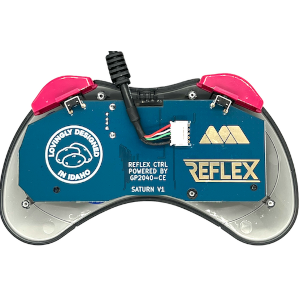 LOVINGLY DESIGNED
IN IDAHO
REFLEX CTRL
POWERED BY
GP2040-CE
SATURN V1
REFLEX